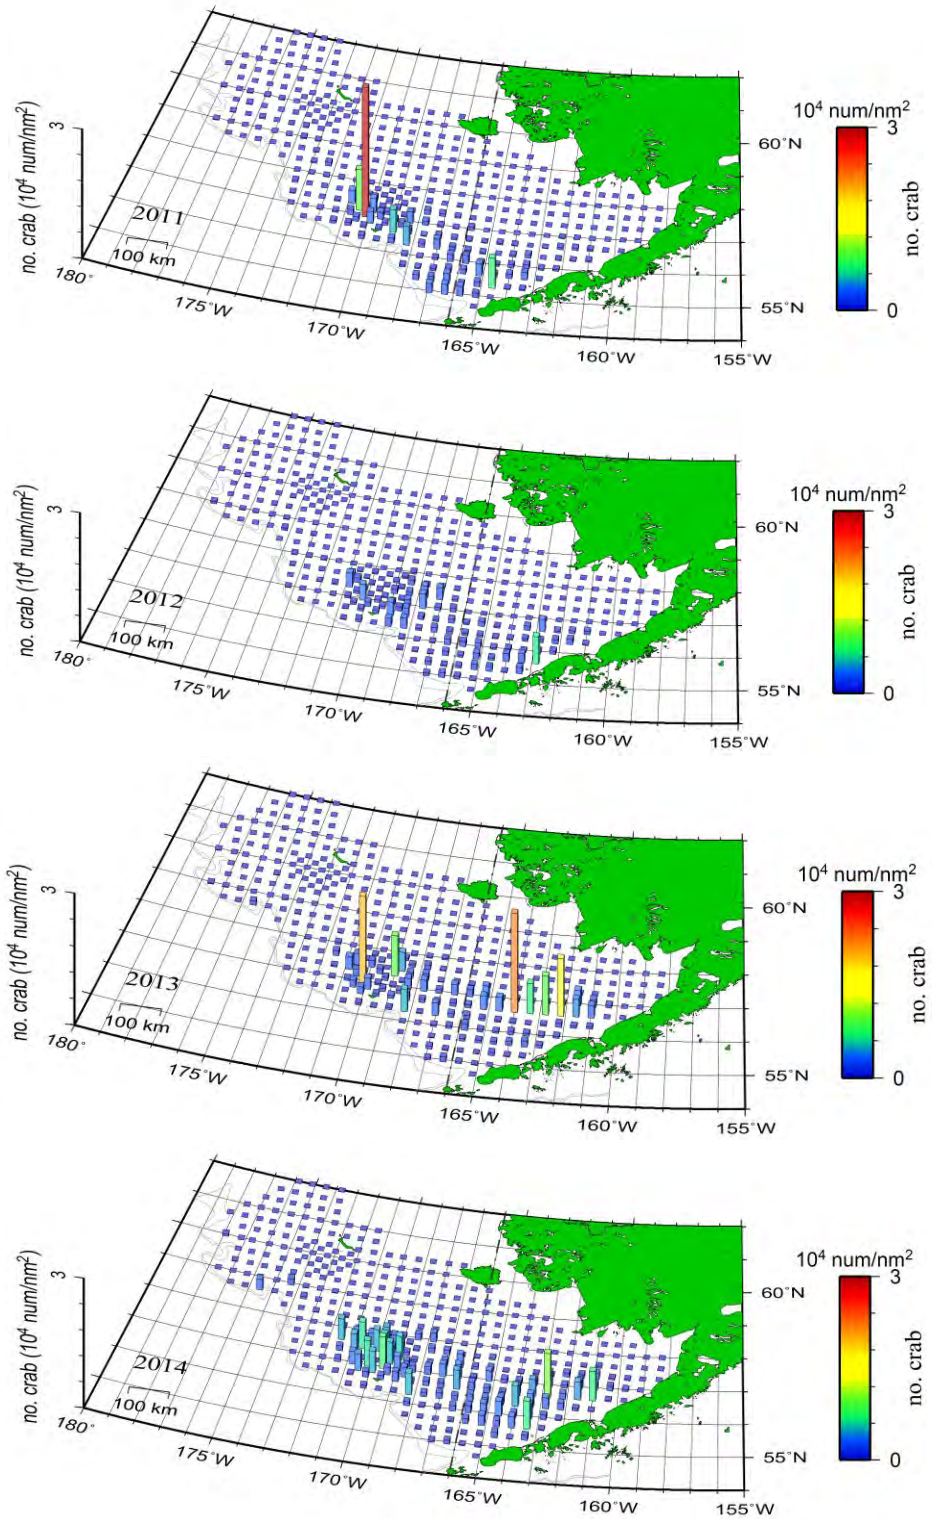 10⁴ num/nm²
3
no. crab
0
3
no. crab (10⁴ num/nm²)
2011
100 km
180°
175°W
170°W
165°W
160°W
155°W
60°N
55°N
10⁴ num/nm²
3
no. crab
0
3
no. crab (10⁴ num/nm²)
2012
100 km
180°
175°W
170°W
165°W
160°W
155°W
60°N
55°N
10⁴ num/nm²
3
no. crab
0
3
no. crab (10⁴ num/nm²)
2013
100 km
180°
175°W
170°W
165°W
160°W
155°W
60°N
55°N
10⁴ num/nm²
3
no. crab
0
3
no. crab (10⁴ num/nm²)
2014
100 km
180°
175°W
170°W
165°W
160°W
155°W
60°N
55°N